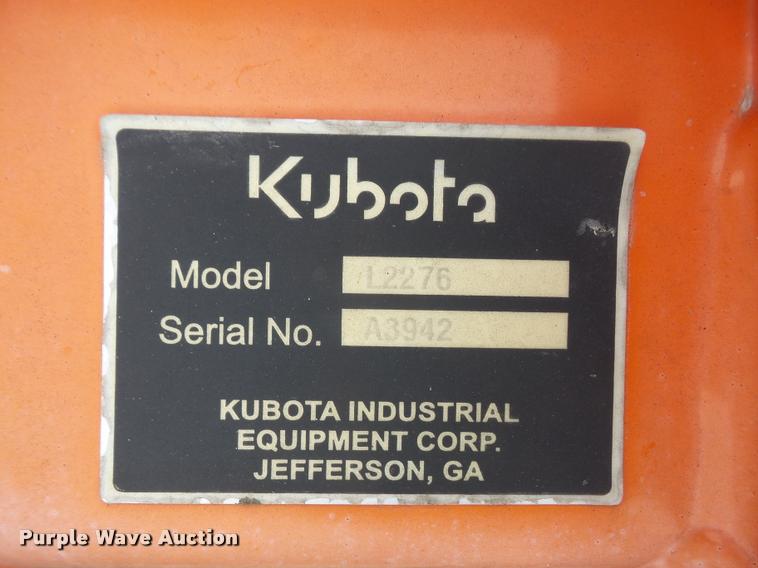 Kubota
Model L2276
Serial No. A3942
KUBOTA INDUSTRIAL
EQUIPMENT CORP.
JEFFERSON, GA
Purple Wave Auction